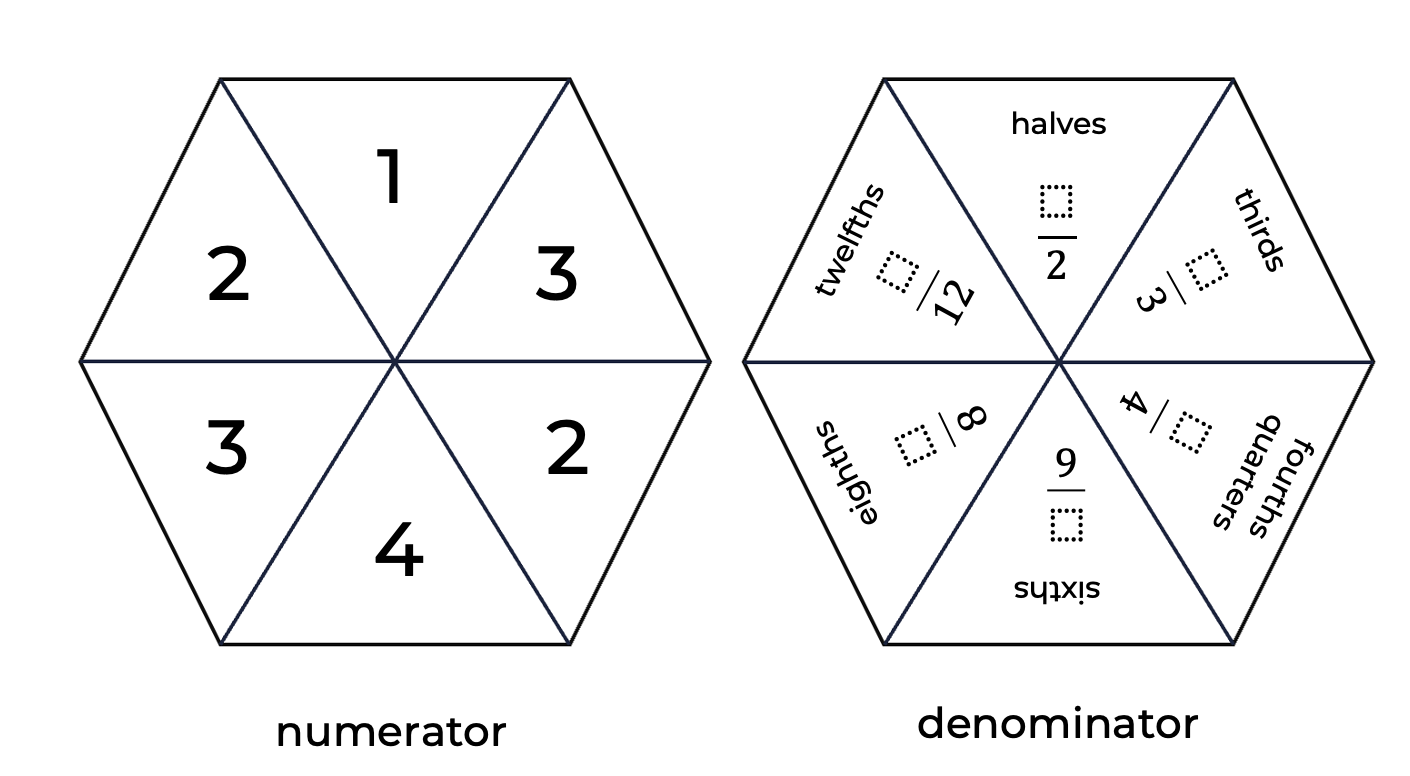 1
3
2
4
3
2
numerator
halves
2
thirds
3
fourths
quarters
4
sixths
6
eighths
8
twelfths
12
denominator